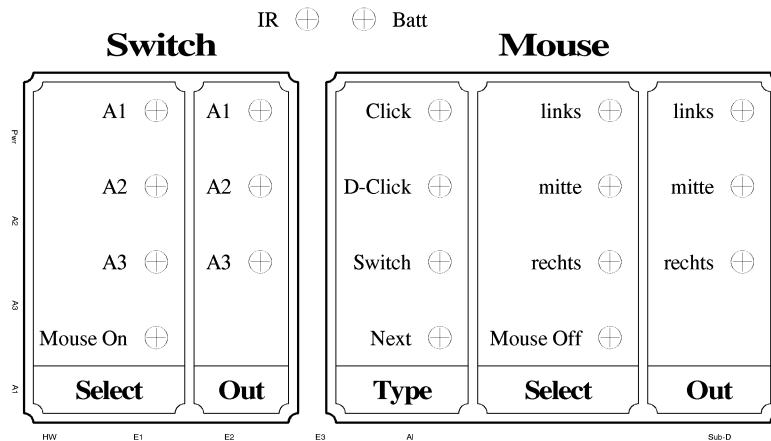 IR Batt
Switch Mouse
A1 A1 Click links links
Pwr
A2 A2 D-Click mitte mitte
A2
A3 A3 Switch rechts rechts
A3
Mouse On Next Mouse Off
Select Out Type Select Out
A1
HW E1 E2 E3 AI Sub-D